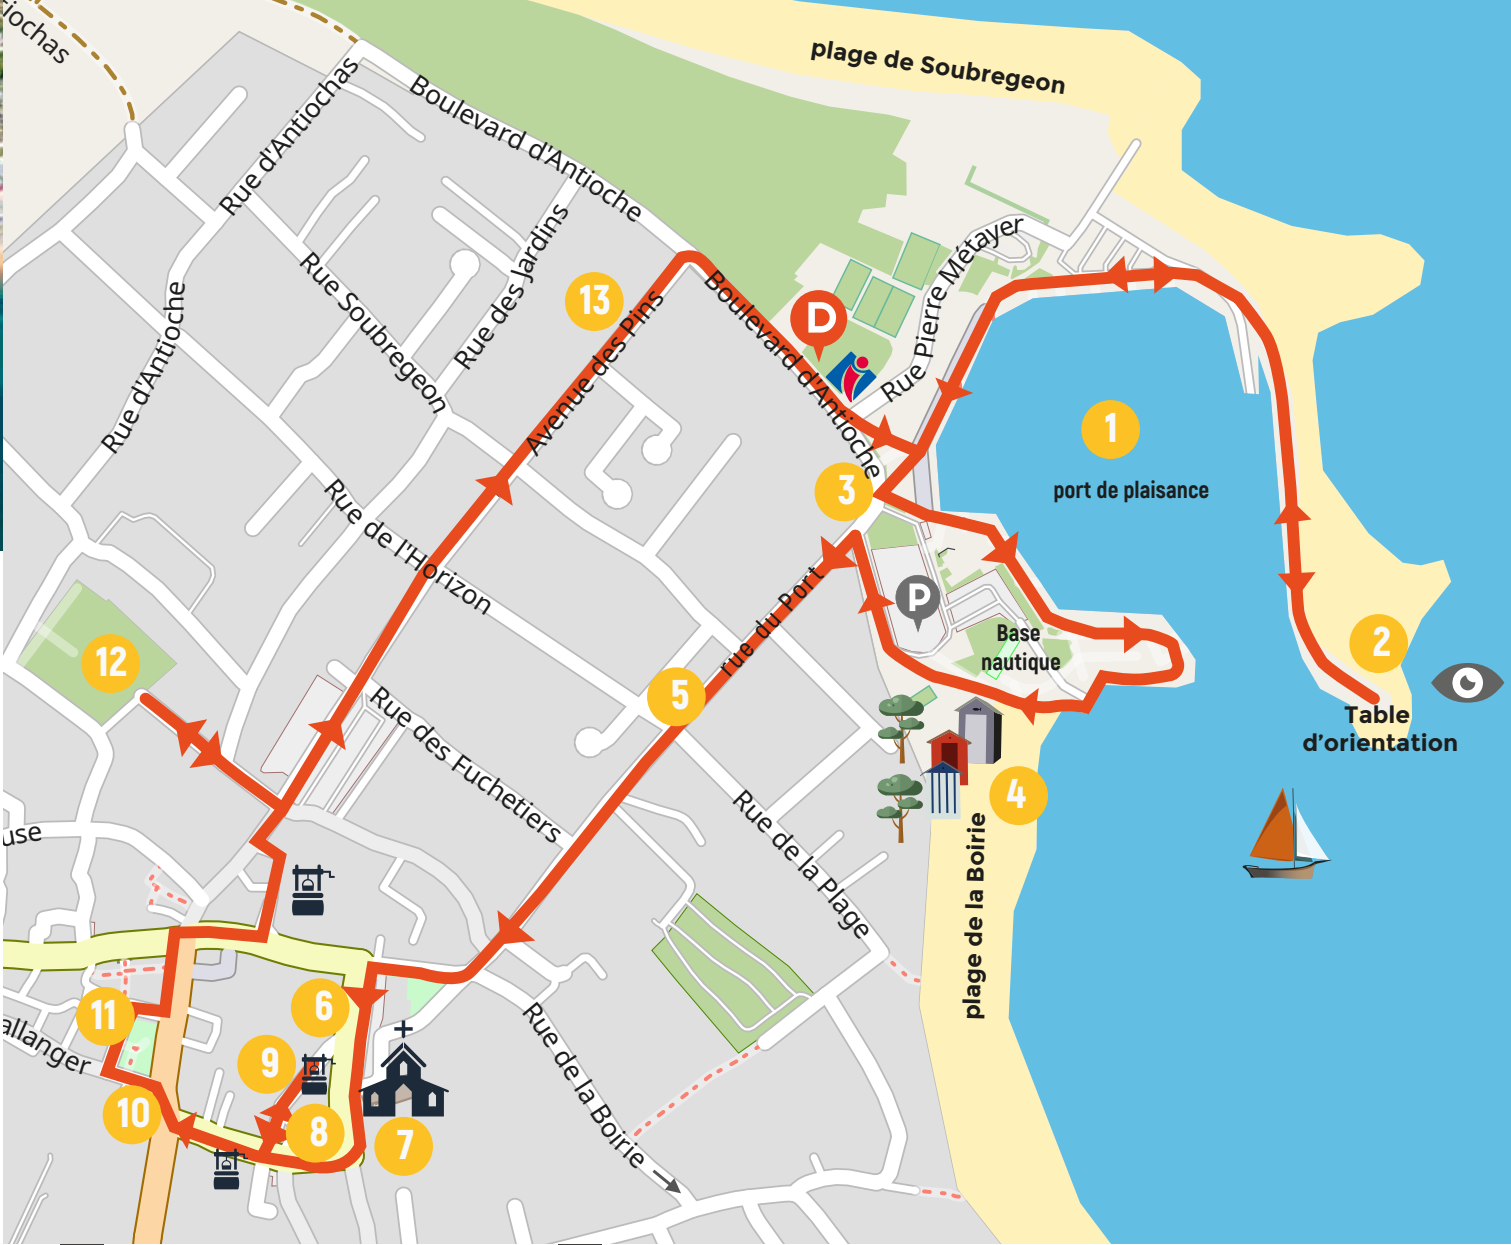 iochas
plage de Soubregeon
Rue d'Antiochas
Boulevard d'Antioche
Rue Pierre Métayer
Rue Soubregeon
Rue des Jardins
13
Avenue des Pins
Boulevard d'Antioche
D
Rue d'Antioche
1
port de plaisance
3
Rue de l'Horizon
P
rue du Port
Base
nautique
2
12
5
Table
d'orientation
Rue des Fuchetiers
4
Rue de la Plage
use
plage de la Boirie
6
11
allanger
9
Rue de la Boirie
10
8
7